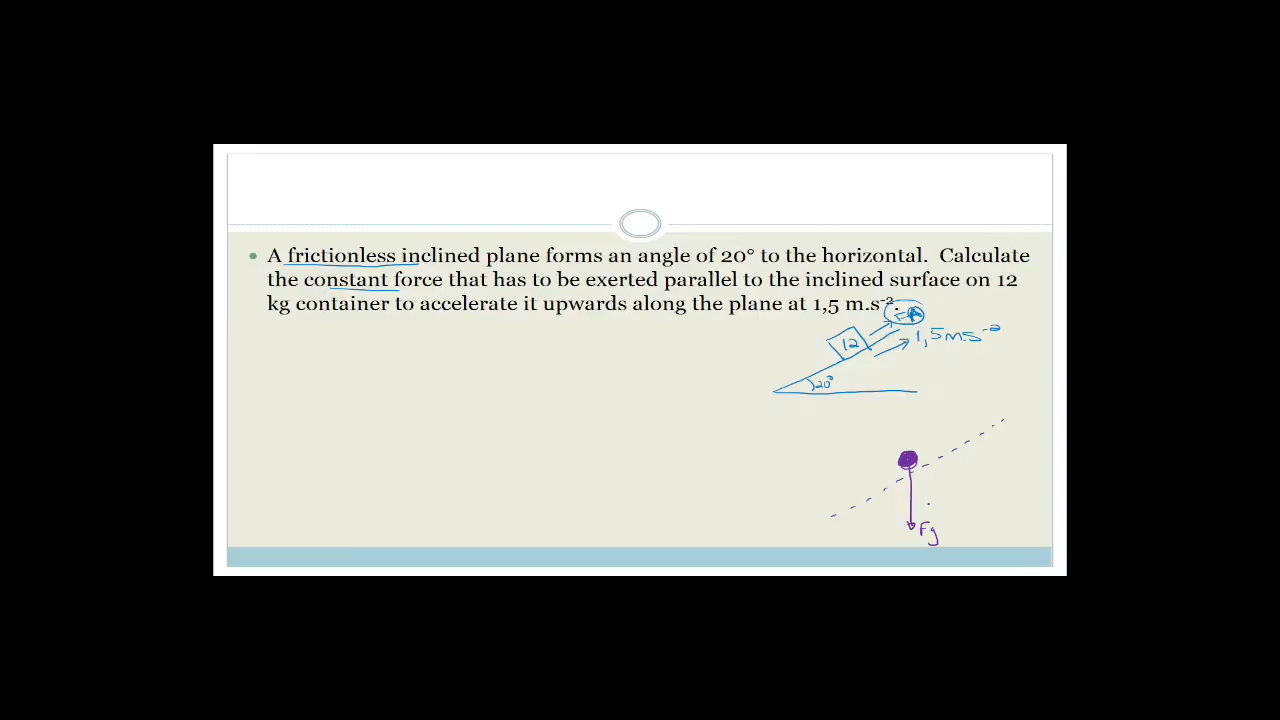 A frictionless inclined plane forms an angle of 20° to the horizontal. Calculate
the constant force that has to be exerted parallel to the inclined surface on 12
kg container to accelerate it upwards along the plane at 1,5 m.s⁻².
FA
1,5m.s⁻²
12
20°
Fg